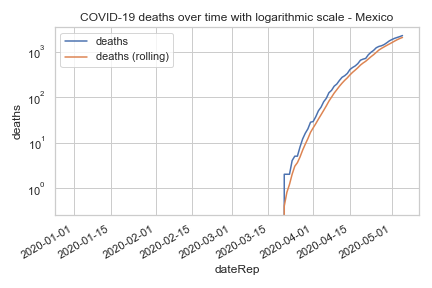 COVID-19 deaths over time with logarithmic scale - Mexico
deaths
deaths (rolling)
10³
10²
10¹
10⁰
deaths
2020-01-01
2020-01-15
2020-02-01
2020-02-15
2020-03-01
2020-03-15
2020-04-01
2020-04-15
2020-05-01
dateRep